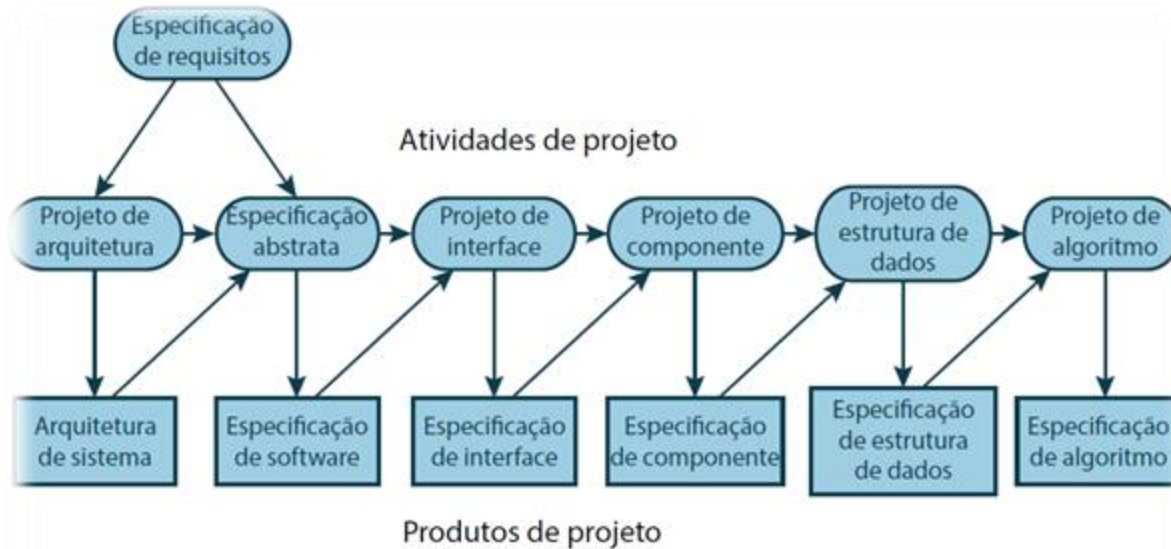 Especificação
de requisitos
Atividades de projeto
Projeto de
arquitetura
Especificação
abstrata
Projeto de
interface
Projeto de
componente
Projeto de
estrutura de
dados
Projeto de
algoritmo
Arquitetura
de sistema
Especificação
de software
Especificação
de interface
Especificação
de componente
Especificação
de estrutura
de dados
Especificação
de algoritmo
Produtos de projeto